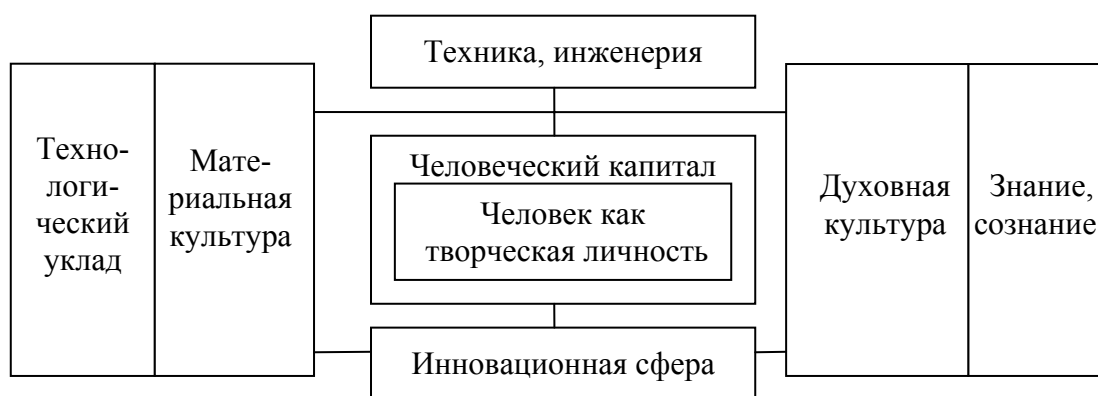 Техника, инженерия
Техно-
логи-
ческий
уклад
Мате-
риальная
культура
Человеческий капитал
Человек как
творческая личность
Духовная
культура
Знание,
сознание
Инновационная сфера